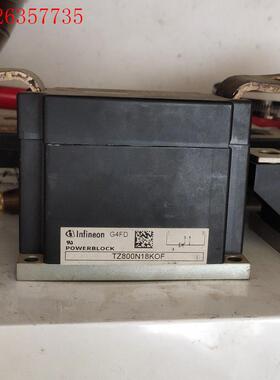 26357735
infineon G4FD
POWERBLOCK
TZ800N18KOF